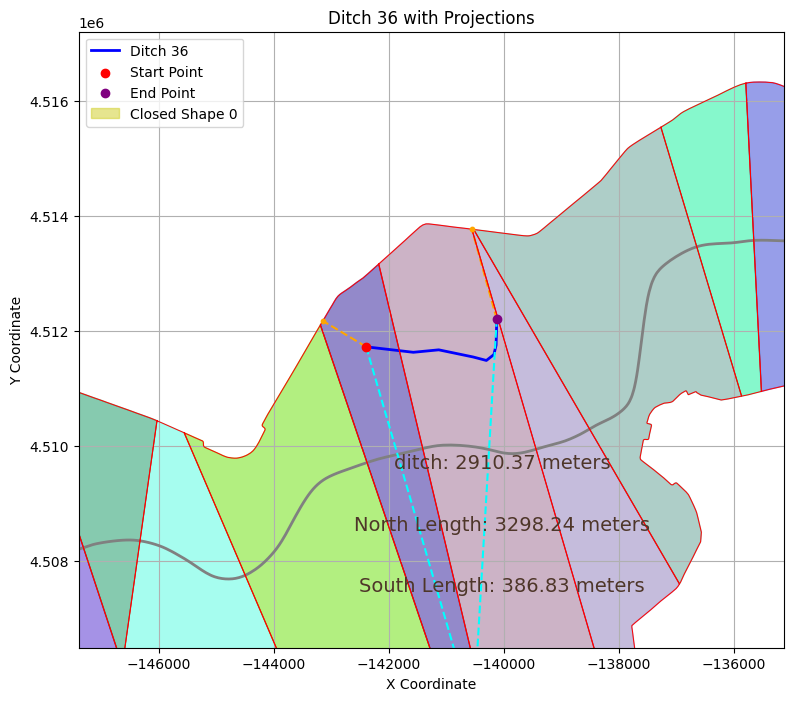 Ditch 36 with Projections
1e6
Ditch 36
Start Point
End Point
Closed Shape 0
4.516
4.514
4.512
4.510
4.508
Y Coordinate
ditch: 2910.37 meters
North Length: 3298.24 meters
South Length: 386.83 meters
−146000 −144000 −142000 −140000 −138000 −136000
X Coordinate